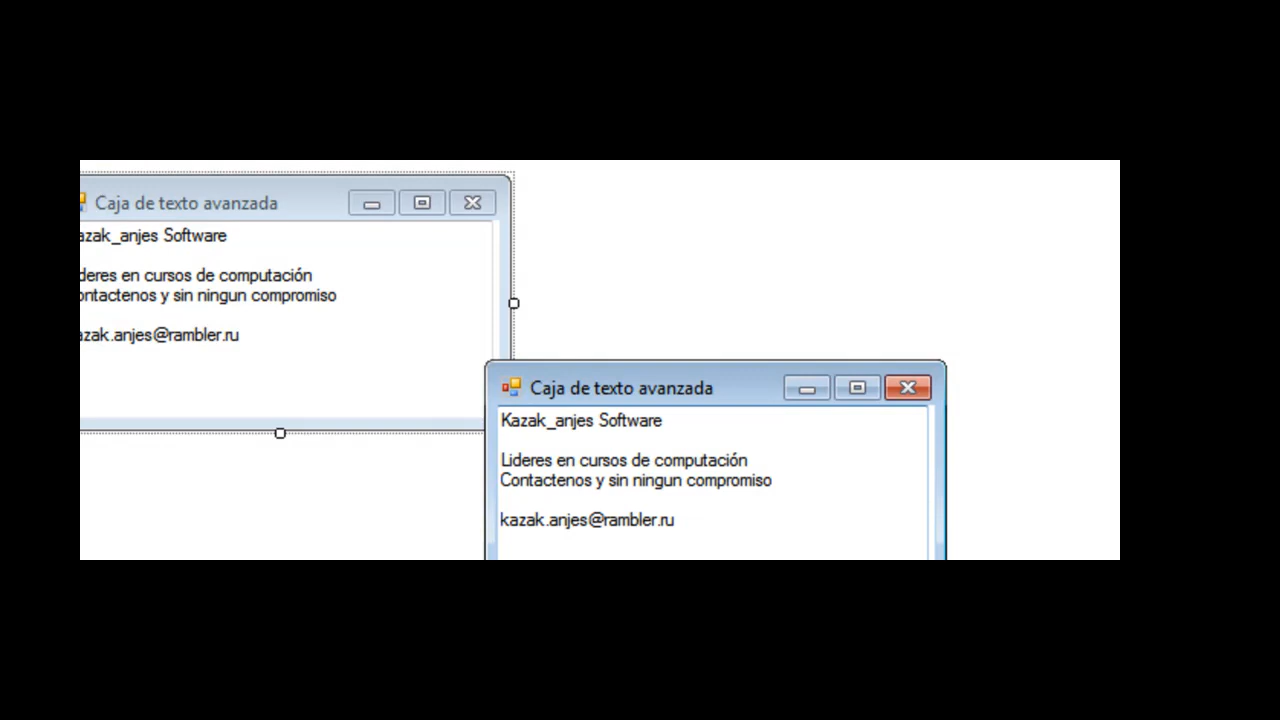 Caja de texto avanzada
azak_anjes Software
deres en cursos de computación
ontactenos y sin ningun compromiso
azak.anjes@rambler.ru
Caja de texto avanzada
Kazak_anjes Software
Lideres en cursos de computación
Contactenos y sin ningun compromiso
kazak.anjes@rambler.ru